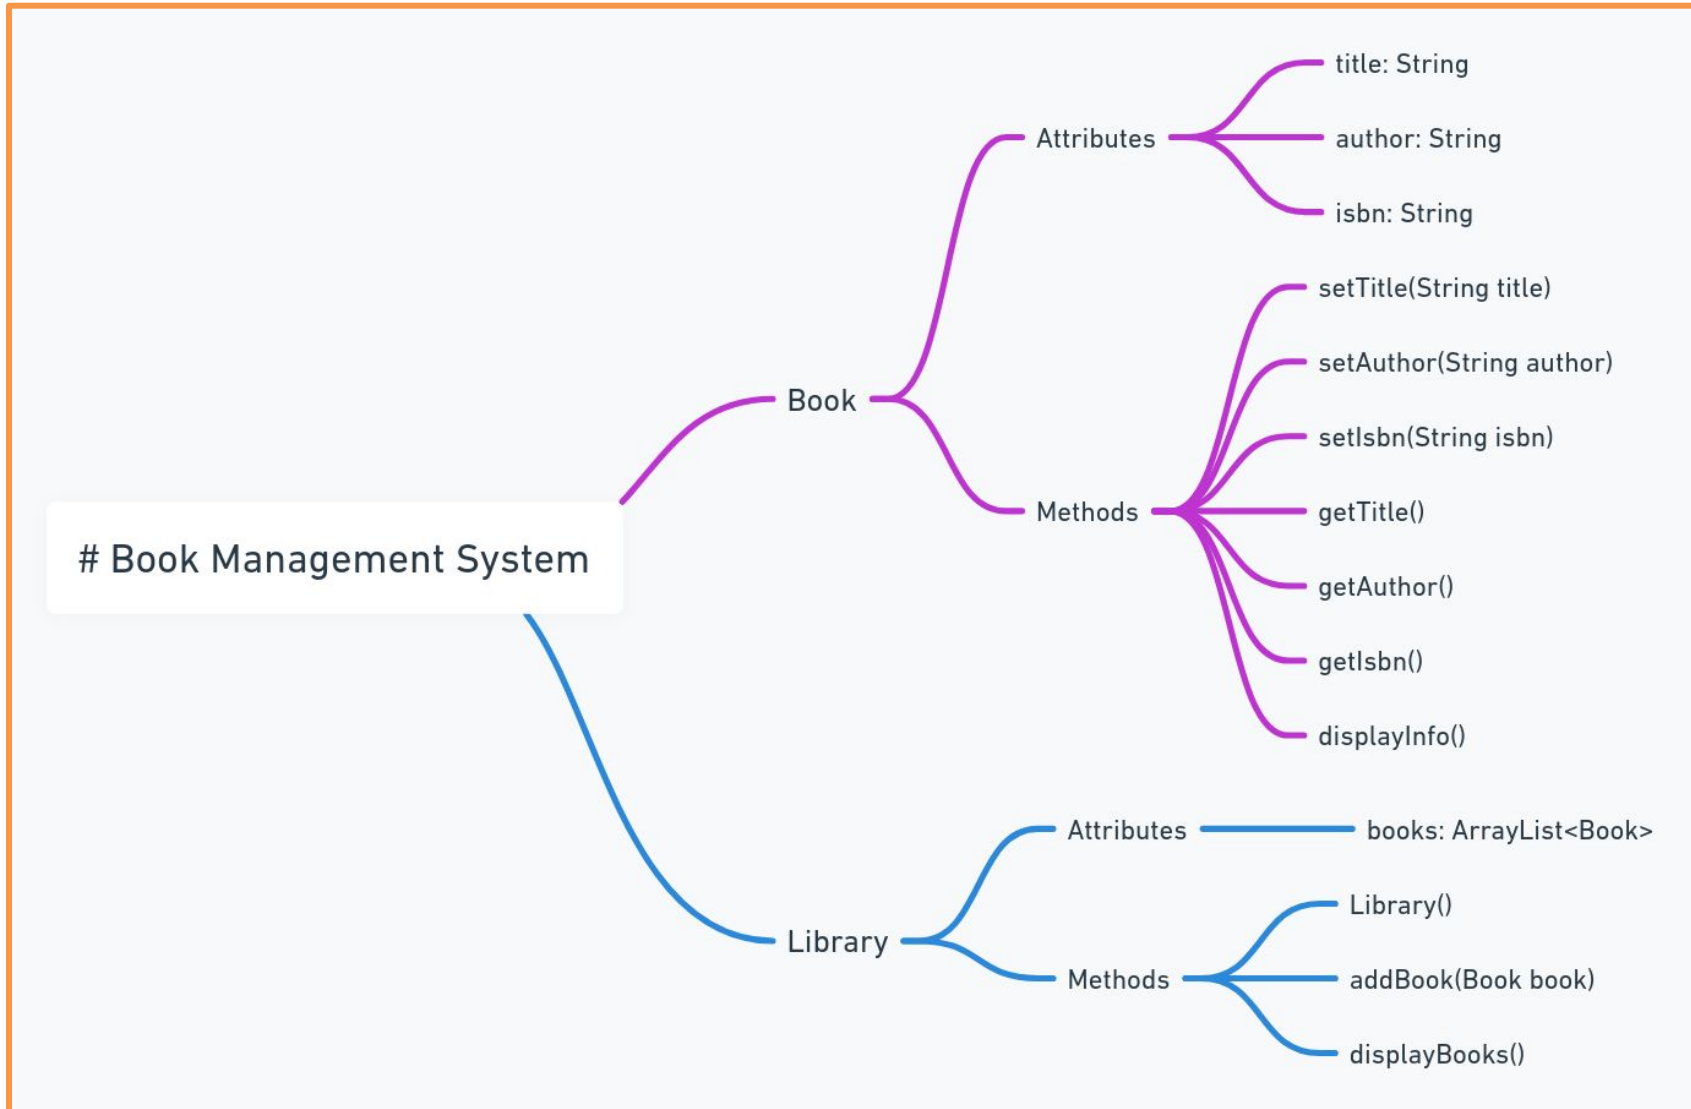 # Book Management System
Book
Attributes
title: String
author: String
isbn: String
Methods
setTitle(String title)
setAuthor(String author)
setIsbn(String isbn)
getTitle()
getAuthor()
getIsbn()
displayInfo()
Library
Attributes
books: ArrayList<Book>
Methods
Library()
addBook(Book book)
displayBooks()